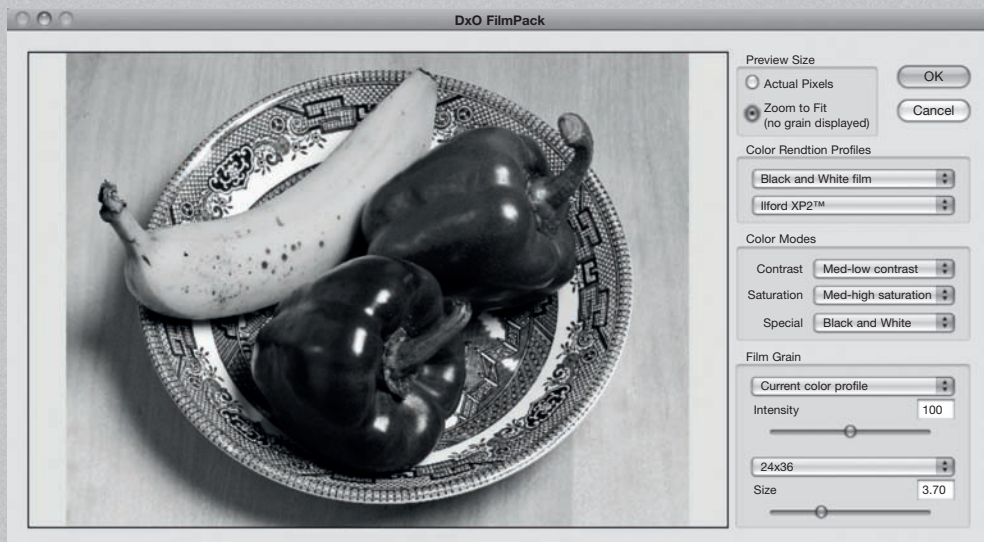 DxO FilmPack
Preview Size
Actual Pixels
Zoom to Fit
(no grain displayed)
OK
Cancel
Color Rendtion Profiles
Black and White film
Ilford XP2™
Color Modes
Contrast Med-low contrast
Saturation Med-high saturation
Special Black and White
Film Grain
Current color profile
Intensity 100
24x36
Size 3.70